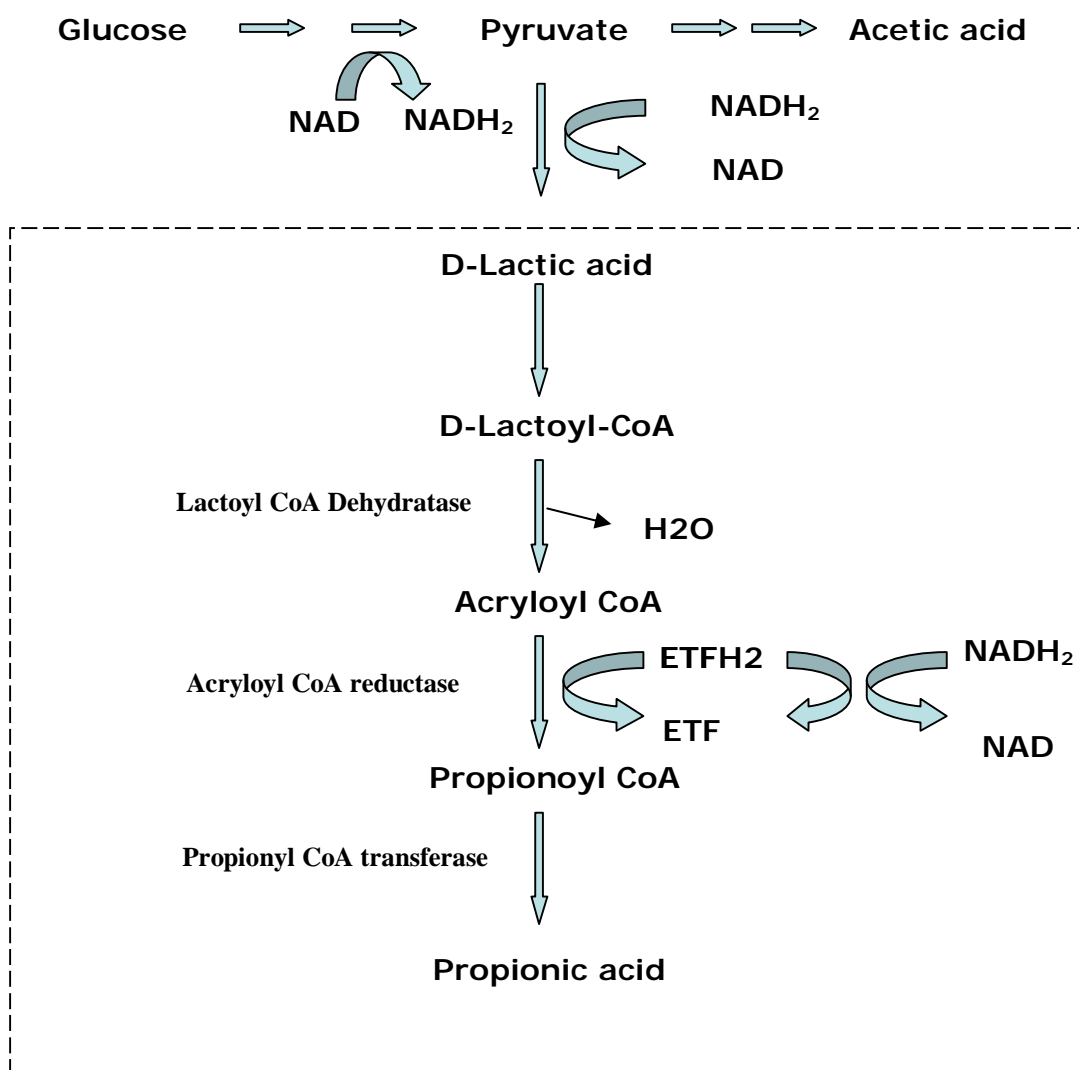 Glucose Pyruvate Acetic acid
NAD NADH₂ NADH₂
NAD
D-Lactic acid
D-Lactoyl-CoA
Lactoyl CoA Dehydratase
H2O
Acryloyl CoA
ETFH2 NADH₂
Acryloyl CoA reductase
ETF
NAD
Propionoyl CoA
Propionyl CoA transferase
Propionic acid